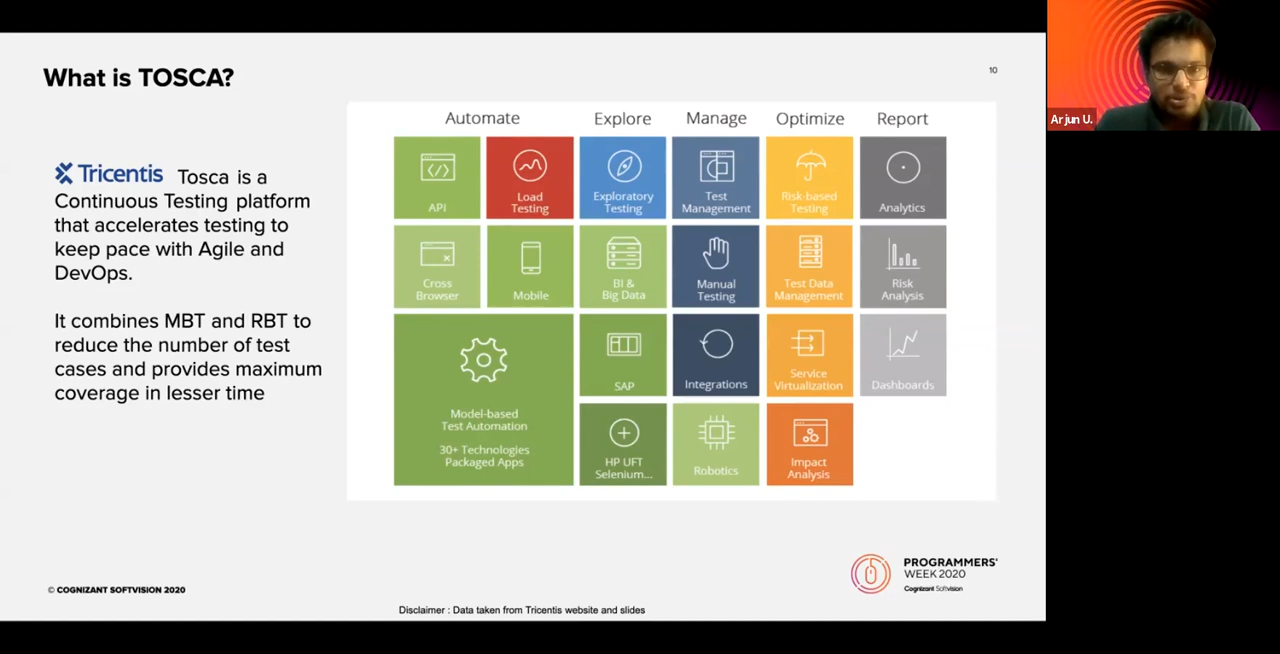 What is TOSCA?
10
Tricentis Tosca is a
Continuous Testing platform
that accelerates testing to
keep pace with Agile and
DevOps.
It combines MBT and RBT to
reduce the number of test
cases and provides maximum
coverage in lesser time
Automate
Explore
Manage
Optimize
Report
API
Load
Testing
Exploratory
Testing
Test
Management
Risk-based
Testing
Analytics
Cross
Browser
Mobile
BI &
Big Data
Manual
Testing
Test Data
Management
Risk
Analysis
Model-based
Test Automation
30+ Technologies
Packaged Apps
SAP
Integrations
Service
Virtualization
Dashboards
HP UFT
Selenium...
Robotics
Impact
Analysis
© COGNIZANT SOFTVISION 2020
PROGRAMMERS'
WEEK 2020
Cognizant Softvision
Disclaimer : Data taken from Tricentis website and slides
Arjun U.